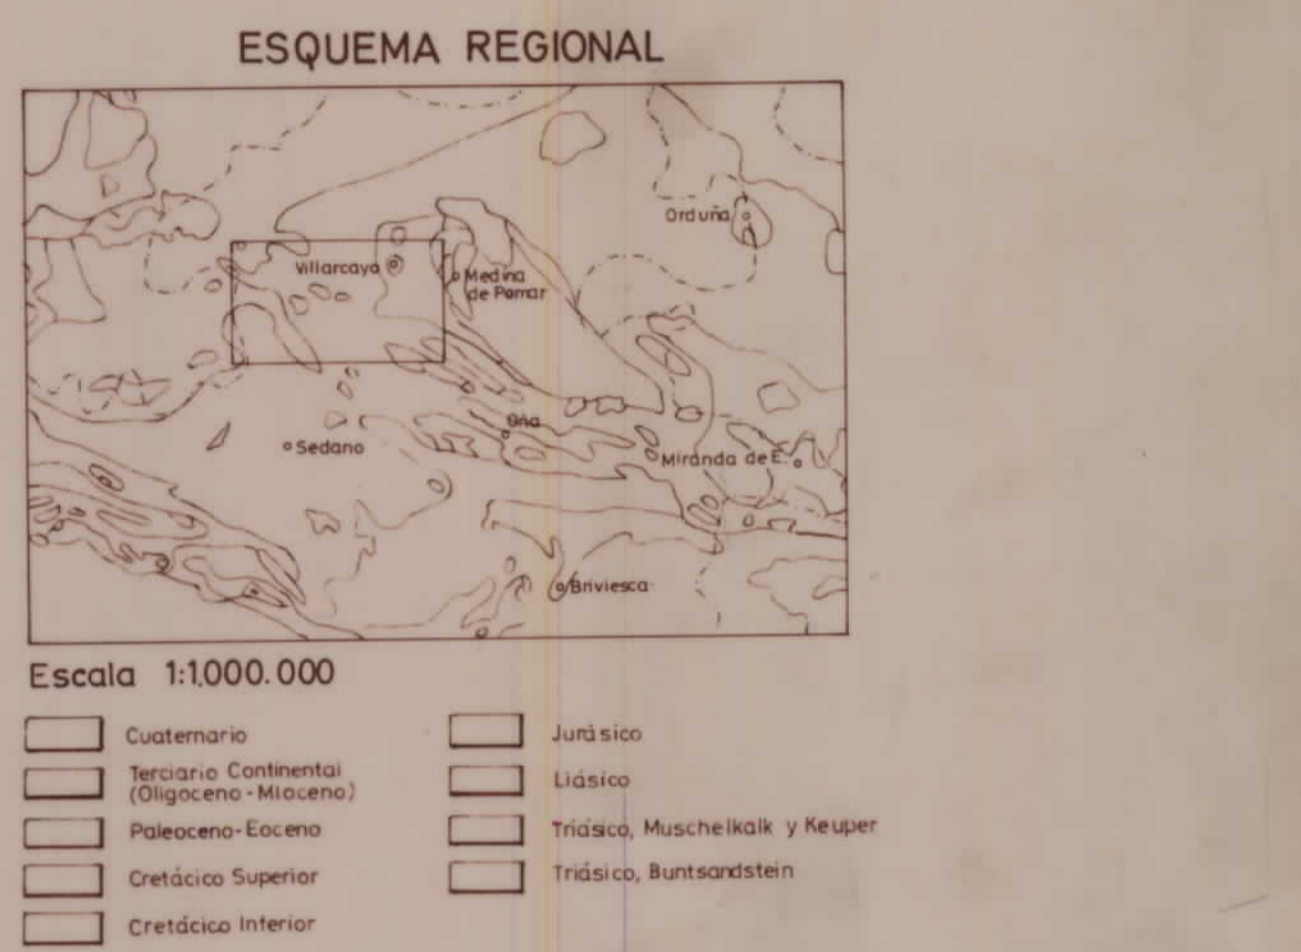 ESQUEMA REGIONAL
Orduña
Villarcayo
Medina
de Pomar
Oña
Sedano
Miranda de E.
Briviesca
Escala 1:1.000.000
Cuaternario
Terciario Continental
(Oligoceno-Mioceno)
Paleoceno-Eoceno
Cretácico Superior
Cretácico Inferior
Jurásico
Liásico
Triásico, Muschelkalk y Keuper
Triásico, Buntsandstein